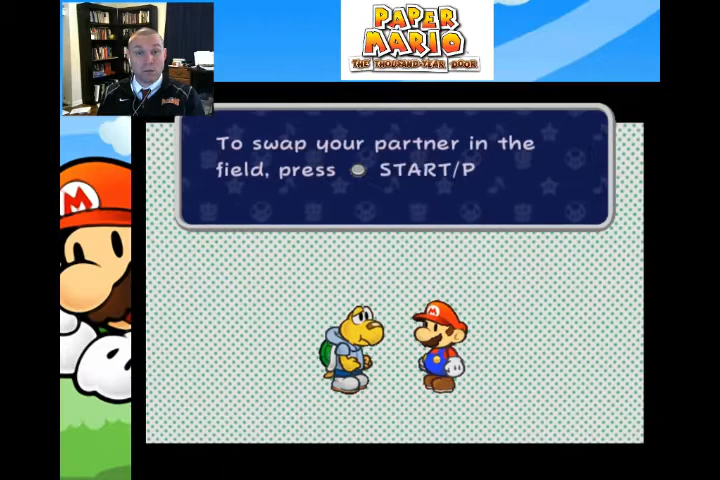 PAPER
MARIO
THE THOUSAND-YEAR DOOR
To swap your partner in the
field, press START/P
M
M